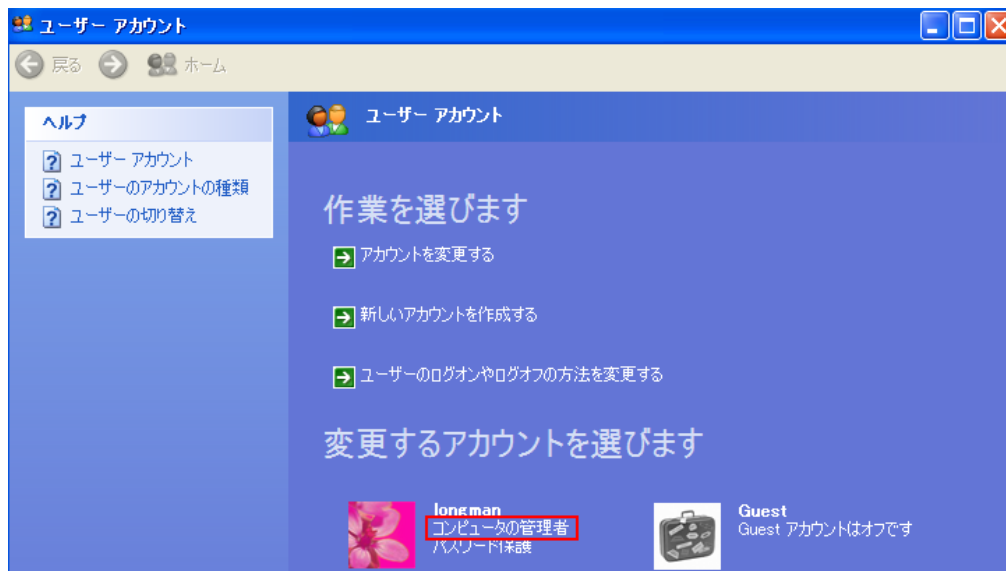 ユーザー アカウント
戻る ホーム
ヘルプ
ユーザー アカウント
ユーザーのアカウントの種類
ユーザーの切り替え
ユーザー アカウント
作業を選びます
アカウントを変更する
新しいアカウントを作成する
ユーザーのログオンやログオフの方法を変更する
変更するアカウントを選びます
longman
コンピュータの管理者
パスワード保護
Guest
Guest アカウントはオフです